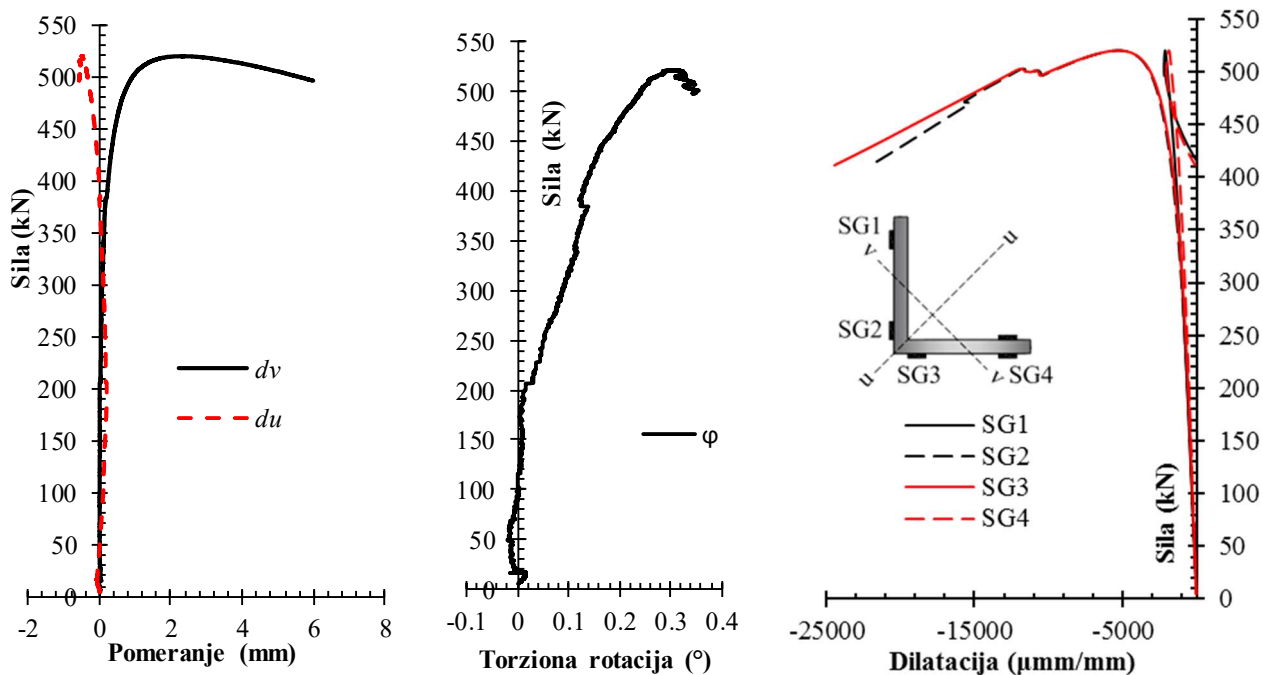 550
500
450
400
350
300
250
200
150
100
50
0
Sila (kN)
dv
du
-2
0
2
4
6
8
Pomeranje (mm)
550
500
450
400
350
300
250
200
150
100
50
0
Sila (kN)
φ
-0.1
0
0.1
0.2
0.3
0.4
Torziona rotacija (°)
550
500
450
400
350
300
250
200
150
100
50
0
Sila (kN)
SG1
v
u
SG2
u
SG3
v
SG4
SG1
SG2
SG3
SG4
-25000
-15000
-5000
Dilatacija (μmm/mm)